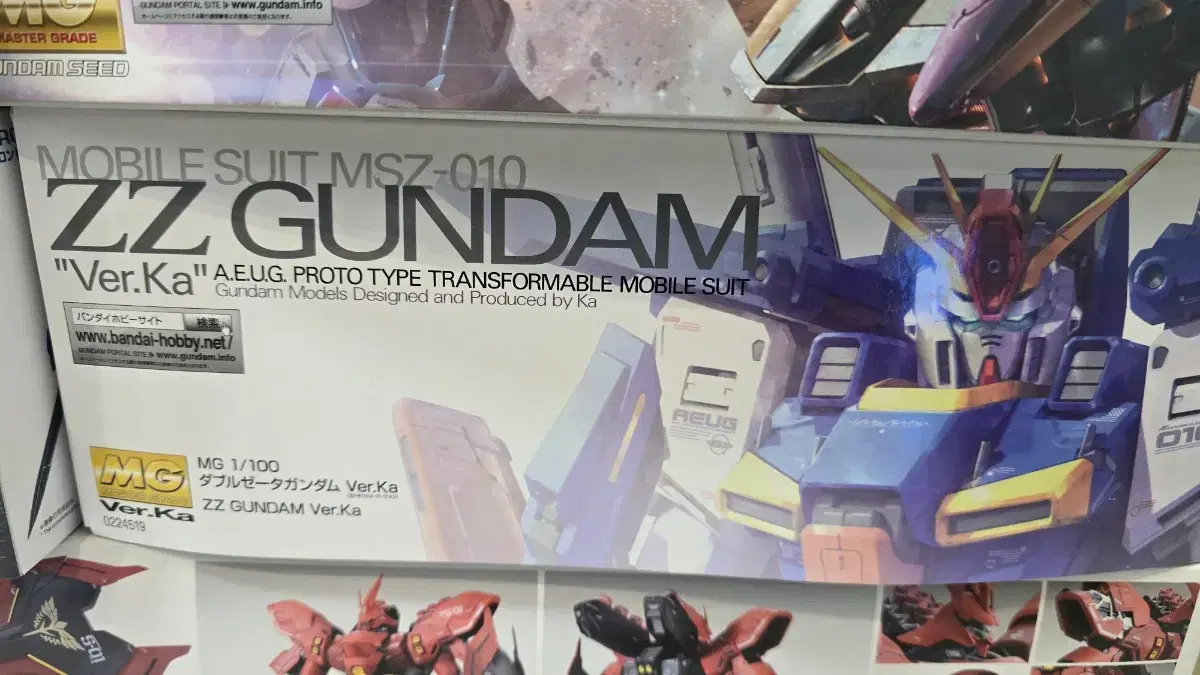 MG
MASTER GRADE
GUNDAM PORTAL SITE www.gundam.info
NDAM SEED
MOBILE SUIT MSZ-010
ZZ GUNDAM
"Ver.Ka" A.E.U.G. PROTO TYPE TRANSFORMABLE MOBILE SUIT
Gundam Models Designed and Produced by Ka
バンダイホビーサイト 検索
www.bandai-hobby.net/
GUNDAM PORTAL SITE www.gundam.info
AEUG
010
MG
Ver.Ka
0224519
MG 1/100
ダブルゼータガンダム Ver.Ka
ZZ GUNDAM Ver.Ka